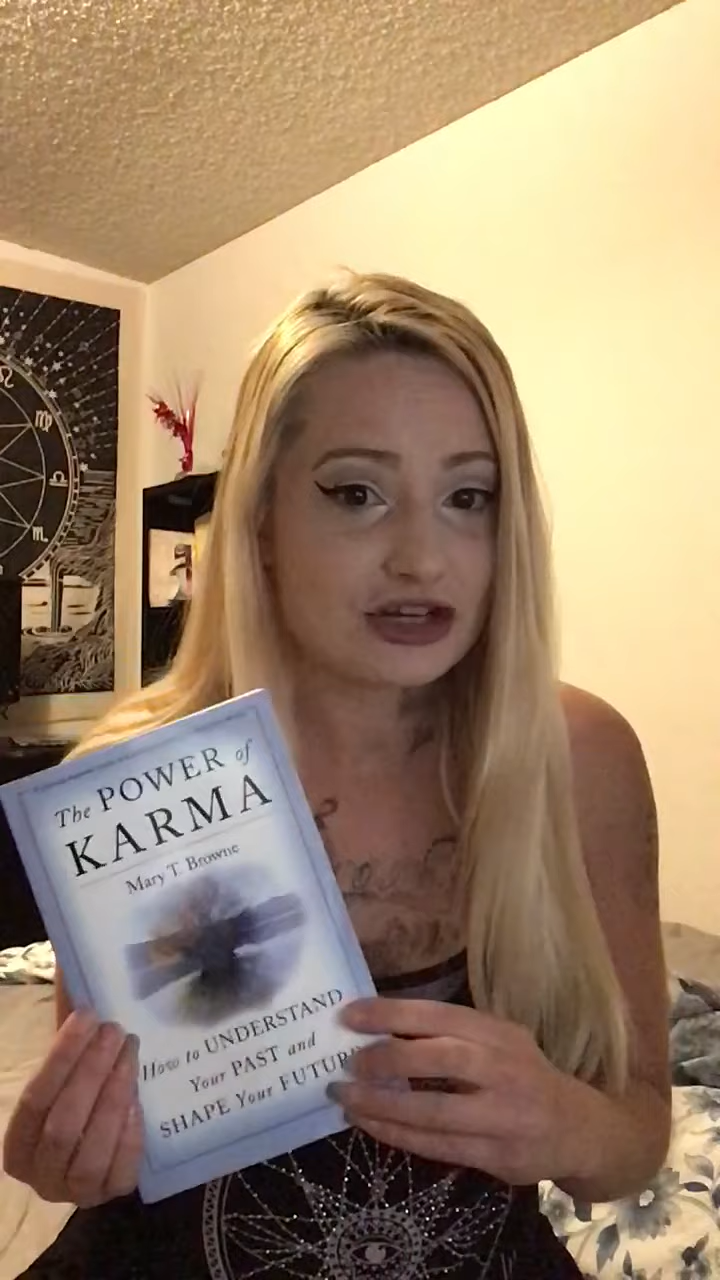 The POWER of
KARMA
Mary T. Browne
How to UNDERSTAND
Your PAST and
SHAPE Your FUTURE